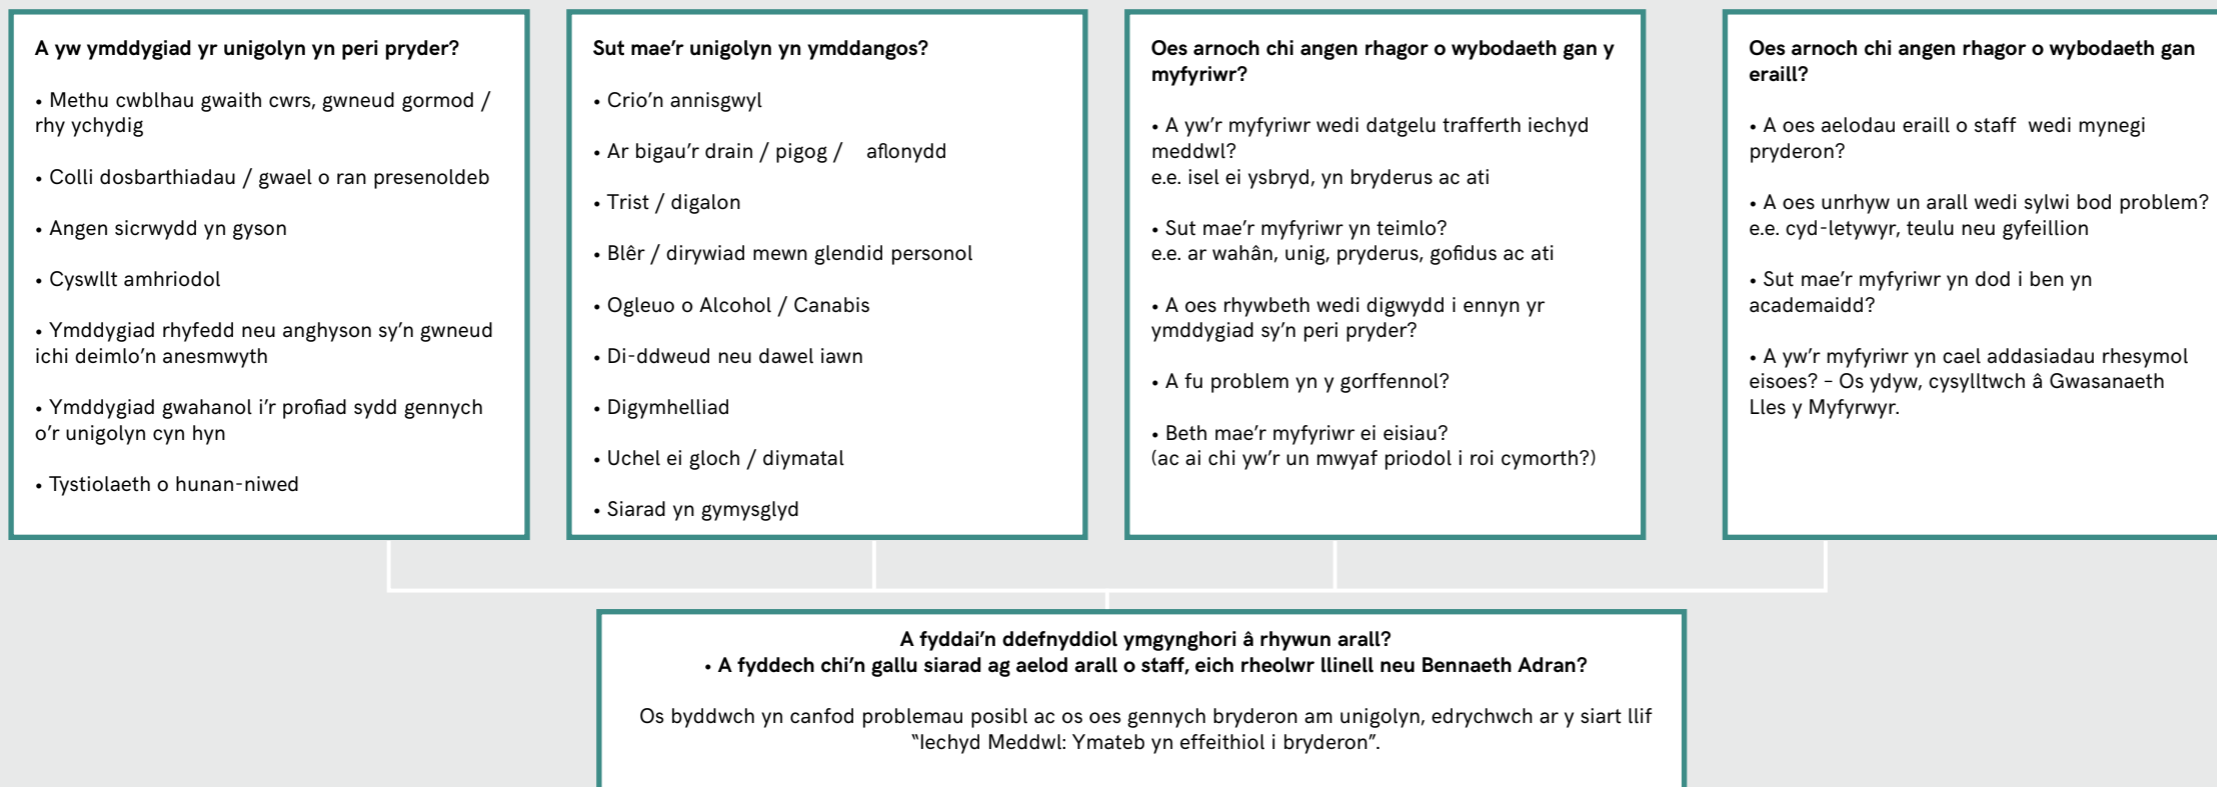 A yw ymddygiad yr unigolyn yn peri pryder?
• Methu cwblhau gwaith cwrs, gwneud gormod /
rhy ychydig
• Colli dosbarthiadau / gwael o ran presenoldeb
• Angen sicrwydd yn gyson
• Cyswllt amhriodol
• Ymddygiad rhyfedd neu anghyson sy'n gwneud
ichi deimlo'n anesmwyth
• Ymddygiad gwahanol i'r profiad sydd gennych
o'r unigolyn cyn hyn
• Tystiolaeth o hunan-niwed
Sut mae'r unigolyn yn ymddangos?
• Crio'n annisgwyl
• Ar bigau'r drain / pigog / aflonydd
• Trist / digalon
• Blêr / dirywiad mewn glendid personol
• Ogleuo o Alcohol / Canabis
• Di-ddweud neu dawel iawn
• Digymhelliad
• Uchel ei gloch / diymatal
• Siarad yn gymysglyd
Oes arnoch chi angen rhagor o wybodaeth gan y
myfyriwr?
• A yw'r myfyriwr wedi datgelu trafferth iechyd
meddwl?
e.e. isel ei ysbryd, yn bryderus ac ati
• Sut mae'r myfyriwr yn teimlo?
e.e. ar wahân, unig, pryderus, gofidus ac ati
• A oes rhywbeth wedi digwydd i ennyn yr
ymddygiad sy'n peri pryder?
• A fu problem yn y gorffennol?
• Beth mae'r myfyriwr ei eisiau?
(ac ai chi yw'r un mwyaf priodol i roi cymorth?)
Oes arnoch chi angen rhagor o wybodaeth gan
eraill?
• A oes aelodau eraill o staff wedi mynegi
pryderon?
• A oes unrhyw un arall wedi sylwi bod problem?
e.e. cyd-letywyr, teulu neu gyfeillion
• Sut mae'r myfyriwr yn dod i ben yn
academaidd?
• A yw'r myfyriwr yn cael addasiadau rhesymol
eisoes? – Os ydyw, cysylltwch â Gwasanaeth
Lles y Myfyrwyr.
A fyddai'n ddefnyddiol ymgynghori â rhywun arall?
• A fyddech chi'n gallu siarad ag aelod arall o staff, eich rheolwr llinell neu Bennaeth Adran?
Os byddwch yn canfod problemau posibl ac os oes gennych bryderon am unigolyn, edrychwch ar y siart llif
"Iechyd Meddwl: Ymateb yn effeithiol i bryderon".